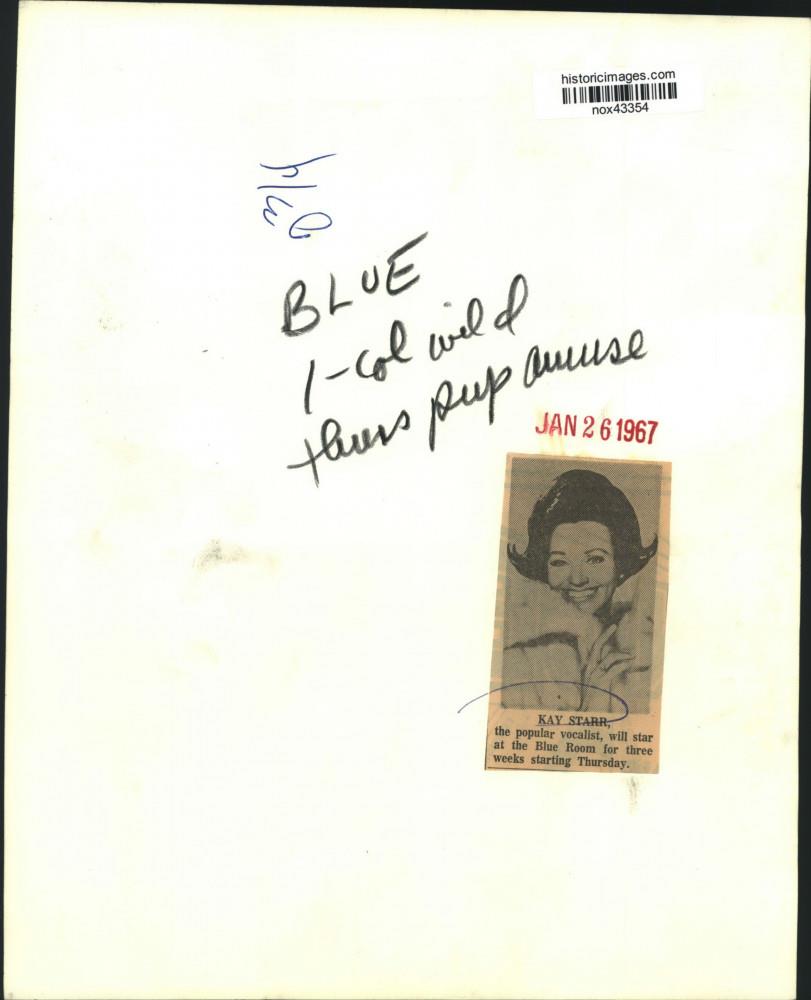 historicimages.com
nox43354
BLUE
1-col wild
thurs pup amuse
JAN 26 1967
KAY STARR,
the popular vocalist, will star
at the Blue Room for three
weeks starting Thursday.